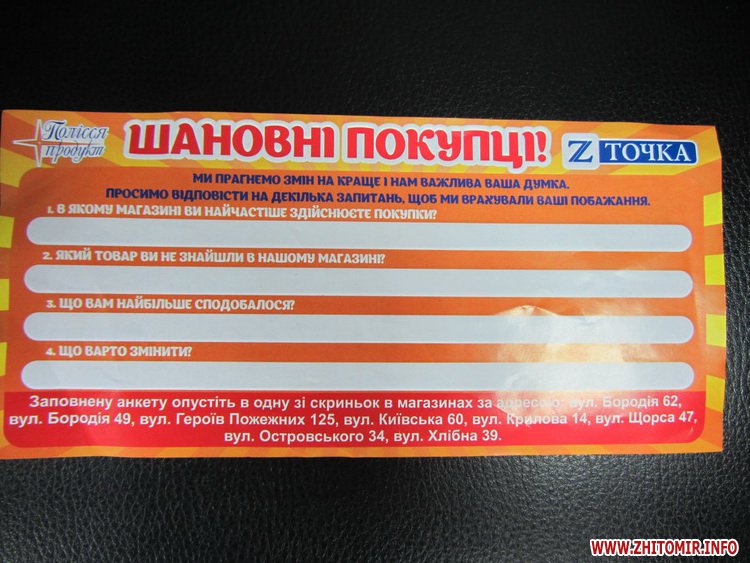 Полісся продукт
ШАНОВНІ ПОКУПЦІ!
Z ТОЧКА
МИ ПРАГНЕМО ЗМІН НА КРАЩЕ І НАМ ВАЖЛИВА ВАША ДУМКА.
ПРОСИМО ВІДПОВІСТИ НА ДЕКІЛЬКА ЗАПИТАНЬ, ЩОБ МИ ВРАХУВАЛИ ВАШІ ПОБАЖАННЯ.
1. В ЯКОМУ МАГАЗИНІ ВИ НАЙЧАСТІШЕ ЗДІЙСНЮЄТЕ ПОКУПКИ?
2. ЯКИЙ ТОВАР ВИ НЕ ЗНАЙШЛИ В НАШОМУ МАГАЗИНІ?
3. ЩО ВАМ НАЙБІЛЬШЕ СПОДОБАЛОСЯ?
4. ЩО ВАРТО ЗМІНИТИ?
Заповнену анкету опустіть в одну зі скриньок в магазинах за адресою: вул. Бородія 62,
вул. Бородія 49, вул. Героїв Пожежних 125, вул. Київська 60, вул. Крилова 14, вул. Щорса 47,
вул. Островського 34, вул. Хлібна 39.
WWW.ZHITOMIR.INFO